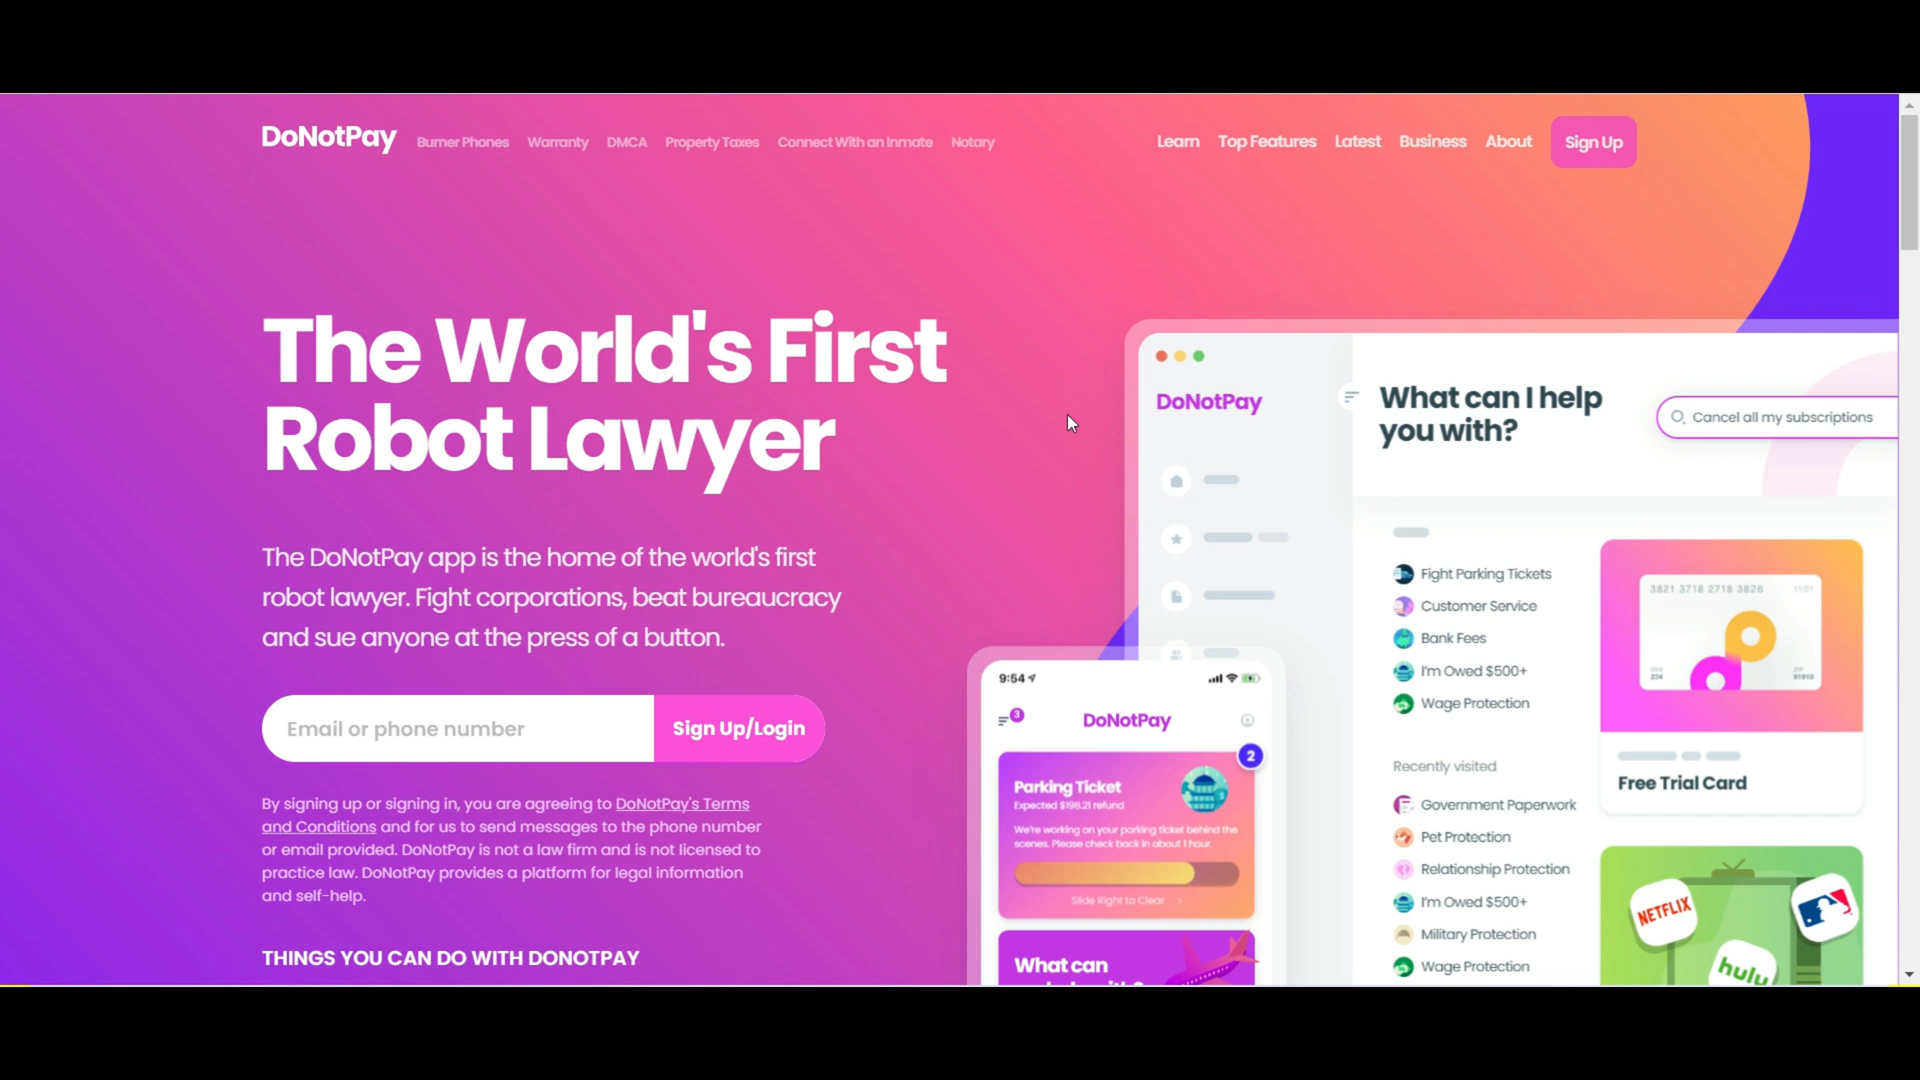 DoNotPay
Burner Phones Warranty DMCA Property Taxes Connect With an Inmate Notary
Learn Top Features Latest Business About Sign Up
The World's First
Robot Lawyer
The DoNotPay app is the home of the world's first
robot lawyer. Fight corporations, beat bureaucracy
and sue anyone at the press of a button.
Email or phone number
Sign Up/Login
By signing up or signing in, you are agreeing to DoNotPay's Terms
and Conditions and for us to send messages to the phone number
or email provided. DoNotPay is not a law firm and is not licensed to
practice law. DoNotPay provides a platform for legal information
and self-help.
THINGS YOU CAN DO WITH DONOTPAY
DoNotPay
What can I help
you with?
Cancel all my subscriptions
Fight Parking Tickets
Customer Service
Bank Fees
I'm Owed $500+
Wage Protection
Recently visited
Government Paperwork
Pet Protection
Relationship Protection
I'm Owed $500+
Military Protection
Wage Protection
3821 3718 2718 3826 11/21
CVV
234
ZIP
91910
Free Trial Card
NETFLIX
hulu
9:54
3
DoNotPay
2
Parking Ticket
Expected $198.21 refund
We're working on your parking ticket behind the
scenes. Please check back in about 1 hour.
Slide Right to Clear
What can